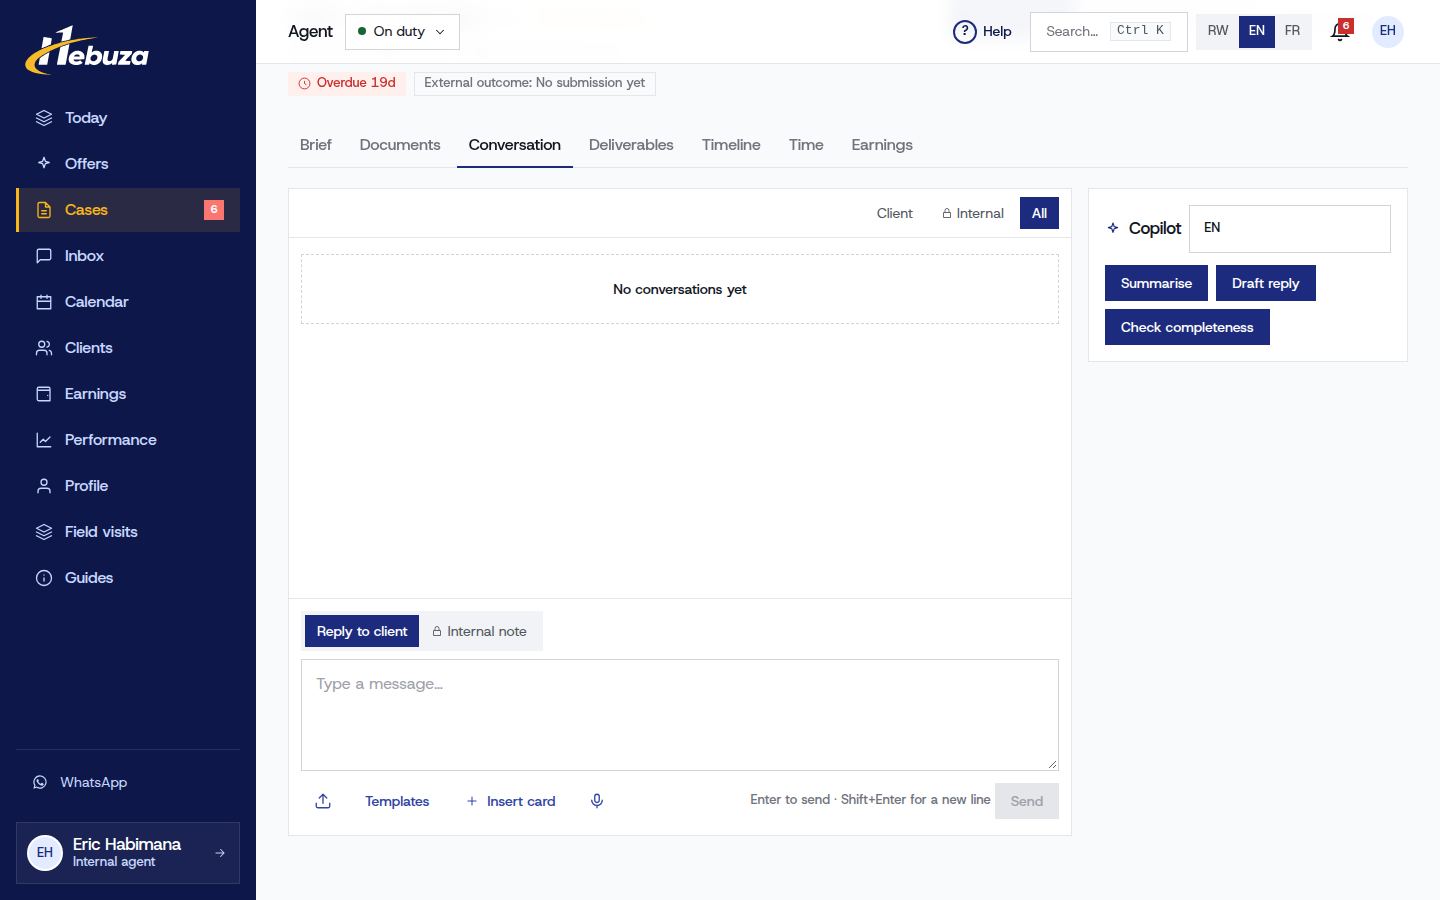 Hebuza
Today
Offers
Cases
6
Inbox
Calendar
Clients
Earnings
Performance
Profile
Field visits
Guides
WhatsApp
EH
Eric Habimana
Internal agent
Agent
On duty
? Help
Search...
Ctrl K
RW
EN
FR
6
EH
Overdue 19d
External outcome: No submission yet
Brief
Documents
Conversation
Deliverables
Timeline
Time
Earnings
Client
Internal
All
No conversations yet
Reply to client
Internal note
Type a message...
Templates
Insert card
Enter to send · Shift+Enter for a new line
Send
Copilot
EN
Summarise
Draft reply
Check completeness